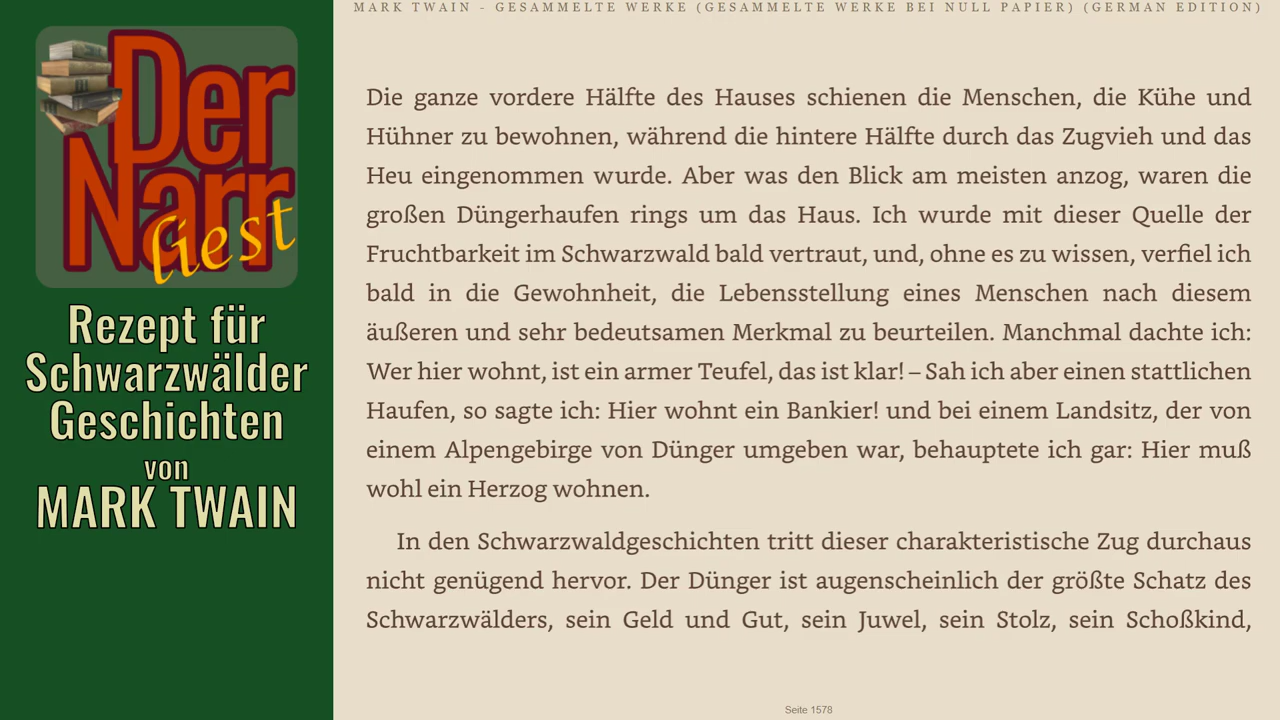 MARK TWAIN - GESAMMELTE WERKE (GESAMMELTE WERKE BEI NULL PAPIER) (GERMAN EDITION)
Der
Narr
liest
Rezept für
Schwarzwälder
Geschichten
von
MARK TWAIN
Die ganze vordere Hälfte des Hauses schienen die Menschen, die Kühe und
Hühner zu bewohnen, während die hintere Hälfte durch das Zugvieh und das
Heu eingenommen wurde. Aber was den Blick am meisten anzog, waren die
großen Düngerhaufen rings um das Haus. Ich wurde mit dieser Quelle der
Fruchtbarkeit im Schwarzwald bald vertraut, und, ohne es zu wissen, verfiel ich
bald in die Gewohnheit, die Lebensstellung eines Menschen nach diesem
äußeren und sehr bedeutsamen Merkmal zu beurteilen. Manchmal dachte ich:
Wer hier wohnt, ist ein armer Teufel, das ist klar! – Sah ich aber einen stattlichen
Haufen, so sagte ich: Hier wohnt ein Bankier! und bei einem Landsitz, der von
einem Alpengebirge von Dünger umgeben war, behauptete ich gar: Hier muß
wohl ein Herzog wohnen.
In den Schwarzwaldgeschichten tritt dieser charakteristische Zug durchaus
nicht genügend hervor. Der Dünger ist augenscheinlich der größte Schatz des
Schwarzwälders, sein Geld und Gut, sein Juwel, sein Stolz, sein Schoßkind,
Seite 1578